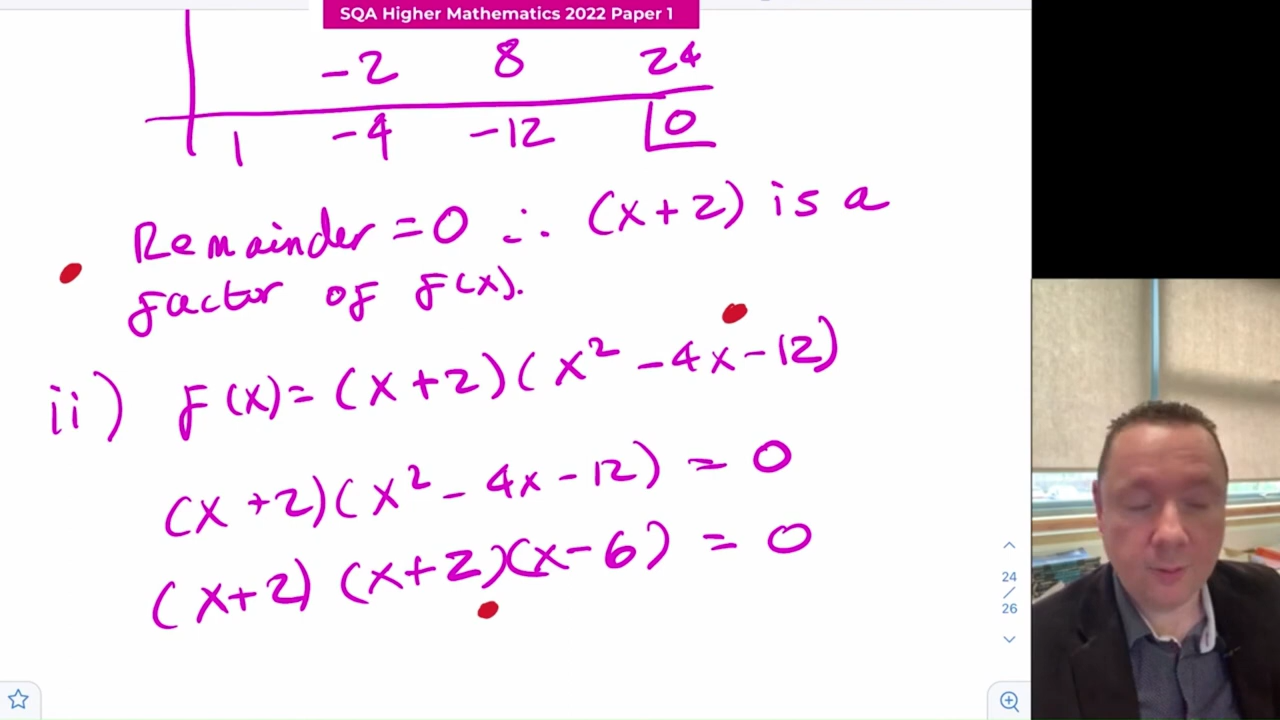 SQA Higher Mathematics 2022 Paper 1
-2 8 24
1 -4 -12 0
Remainder = 0 ∴ (x+2) is a
factor of f(x).
ii) f(x) = (x+2)(x² - 4x - 12)
(x+2)(x² - 4x - 12) = 0
(x+2) (x+2)(x-6) = 0
24
/
26